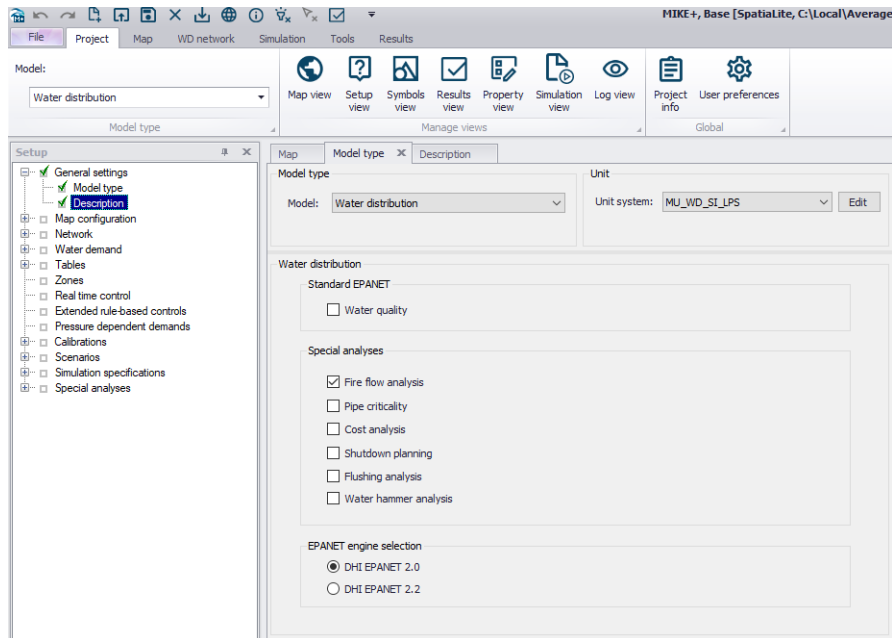 MIKE+, Base [SpatiaLite, C:\Local\Average
File Project Map WD network Simulation Tools Results
Model:
Water distribution
Model type
Map view Setup view Symbols view Results view Property view Simulation view Log view
Manage views
Project info User preferences
Global
Setup
General settings
Model type
Description
Map configuration
Network
Water demand
Tables
Zones
Real time control
Extended rule-based controls
Pressure dependent demands
Calibrations
Scenarios
Simulation specifications
Special analyses
Map Model type Description
Model type
Model: Water distribution
Unit
Unit system: MU_WD_SI_LPS Edit
Water distribution
Standard EPANET
Water quality
Special analyses
Fire flow analysis
Pipe criticality
Cost analysis
Shutdown planning
Flushing analysis
Water hammer analysis
EPANET engine selection
DHI EPANET 2.0
DHI EPANET 2.2